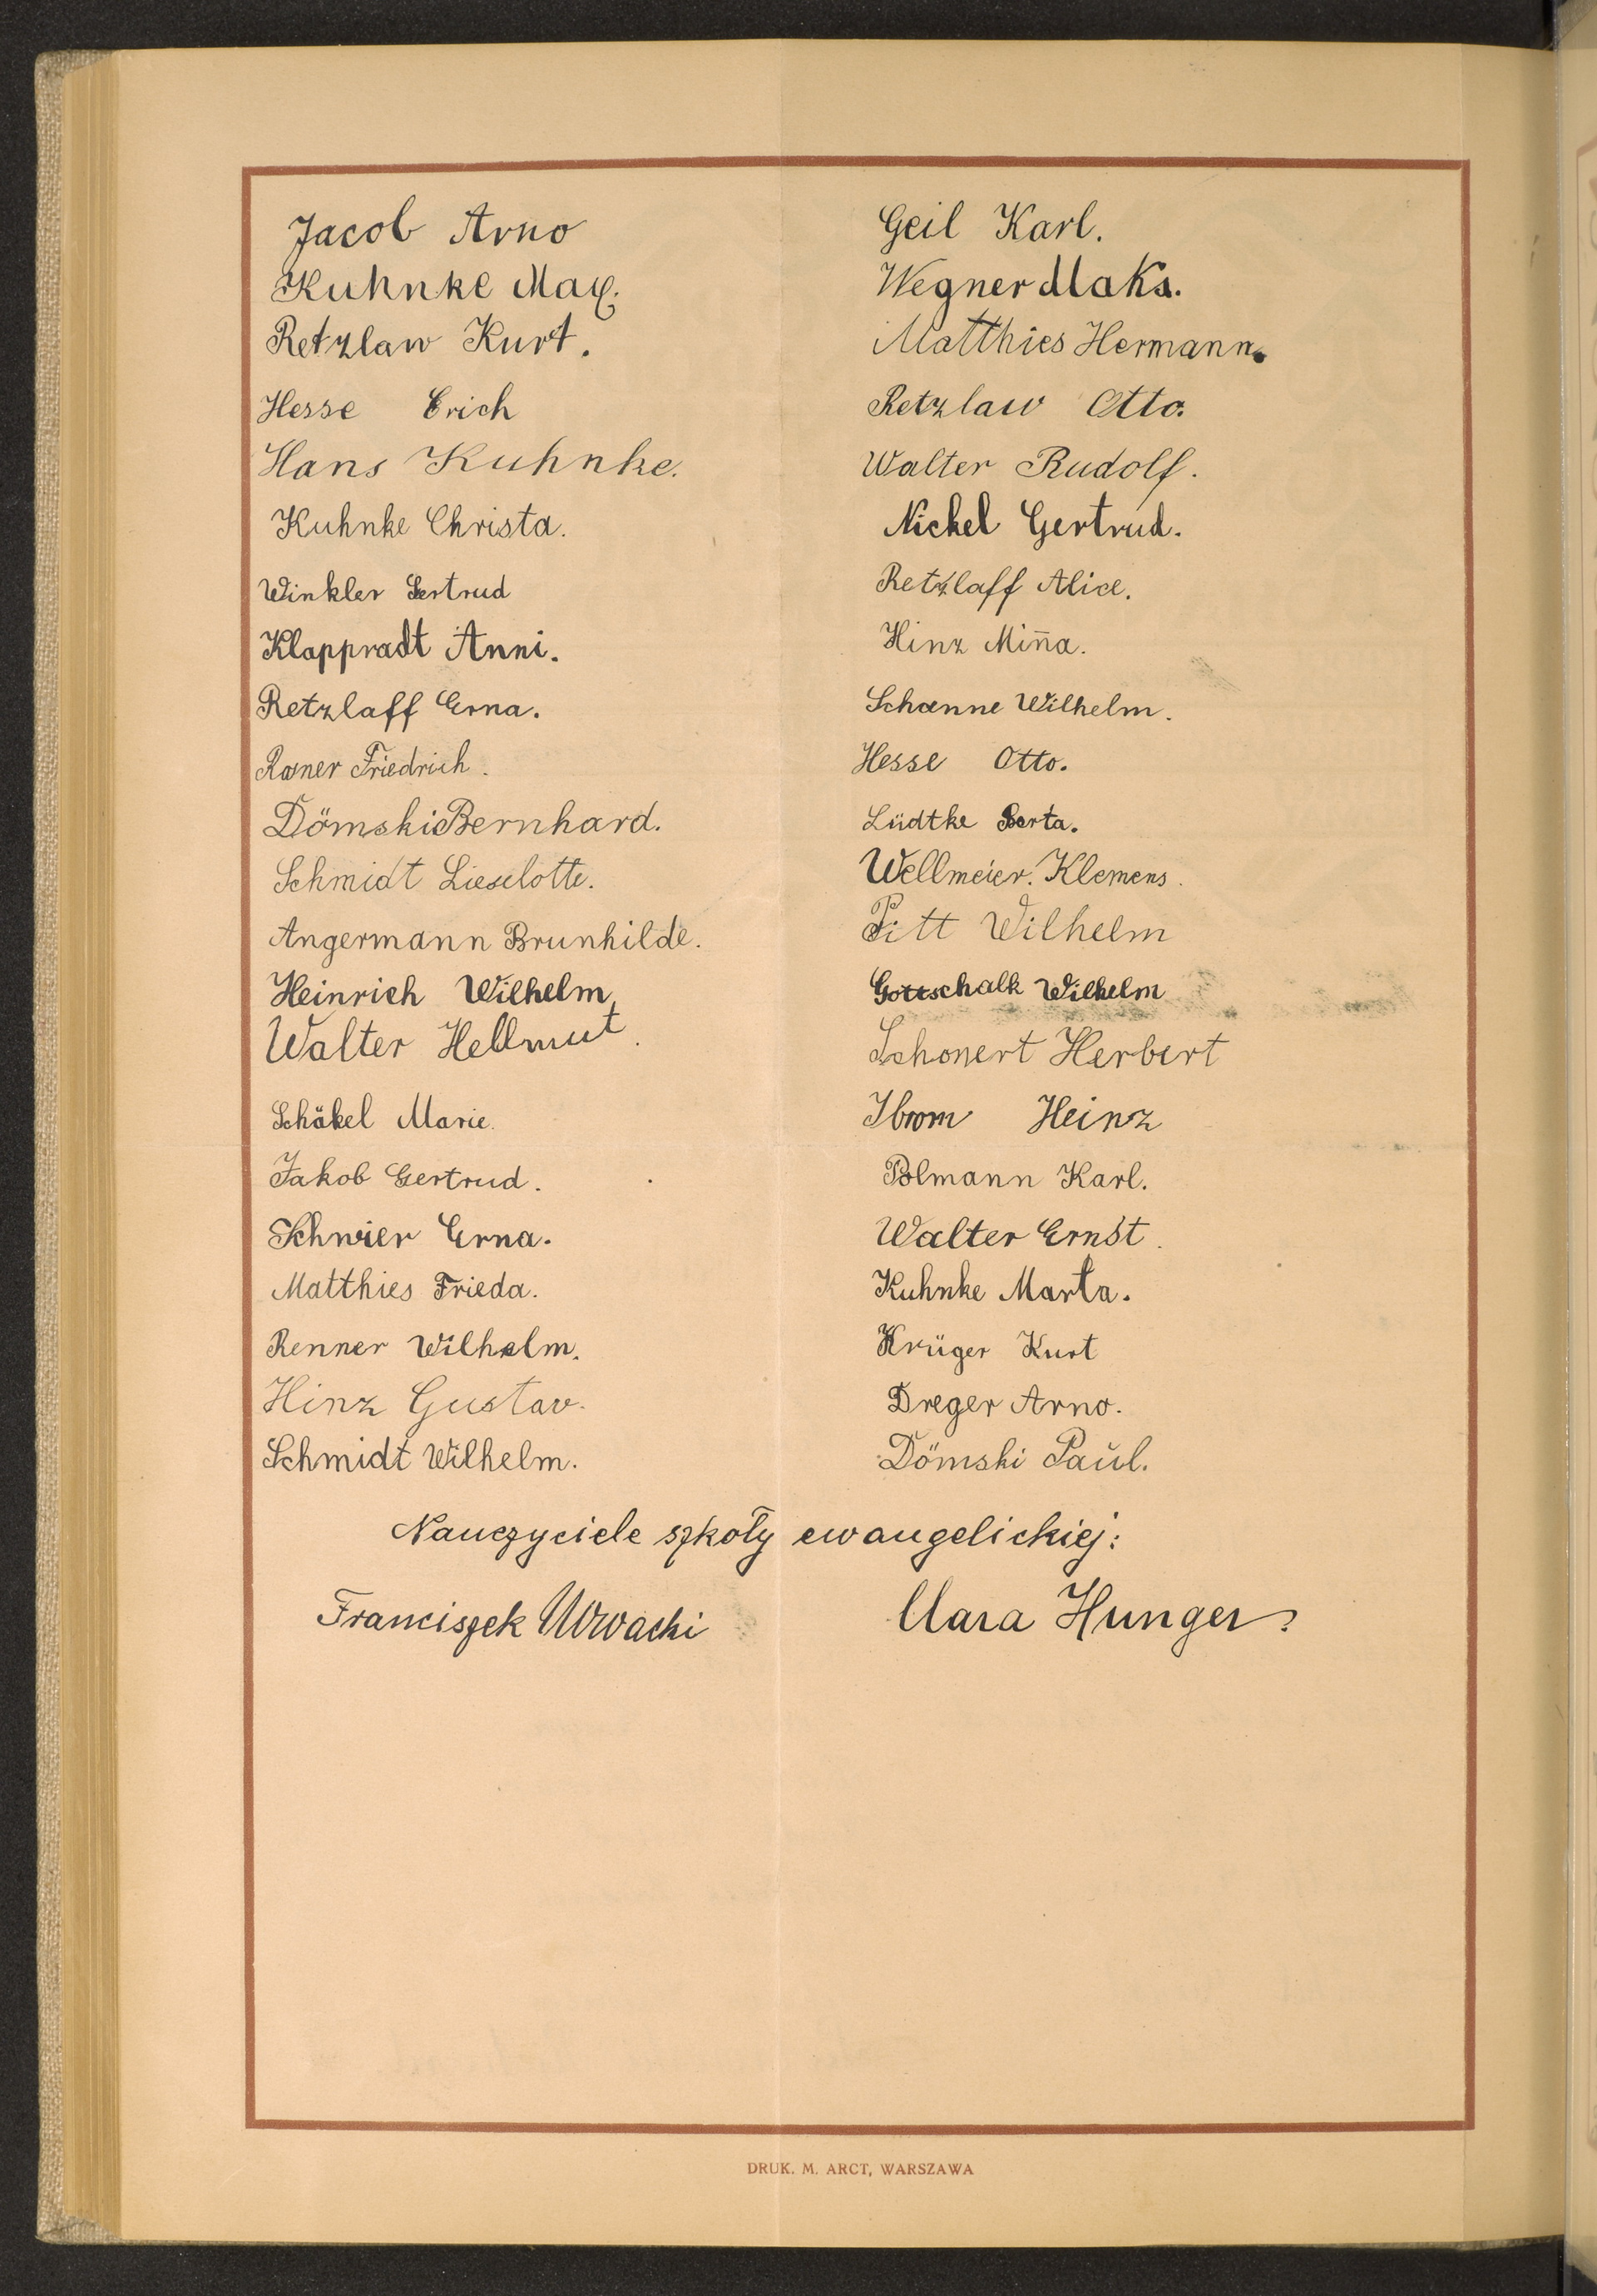 Jacob Arno
Kuhnke Max.
Retzlaw Kurt.
Hesse Erich
Hans Kuhnke.
Kuhnke Christa.
Winkler Gertrud
Klappradt Anni.
Retzlaff Erna.
Friedrich.
Dömski Bernhard.
Schmidt Lieselotte.
Angermann Brunhilde.
Heinrich Wilhelm.
Walter Hellmut.
Schäkel Marie.
Jakob Gertrud.
Schwier Erna.
Matthies Frieda.
Renner Wilhelm.
Hinz Gustav.
Schmidt Wilhelm.
Geil Karl.
Wegner Maks.
Matthies Hermann.
Retzlaw Otto.
Walter Rudolf.
Nickel Gertrud.
Retzlaff Alice.
Hinz Min̄a.
Schanne Wilhelm.
Hesse Otto.
Lüdtke Berta.
Wellmeier. Klemens.
Pitt Wilhelm
Gottschalk Wilhelm
Schonert Herbert
Ibrom Heinz
Polmann Karl.
Walter Ernst.
Kuhnke Marta.
Krüger Kurt
Dreger Arno.
Dömski Paŭl.
Nauczyciele szkoły ewangelickiej:
Franciszek
Clara Hunger
DRUK. M. ARCT, WARSZAWA